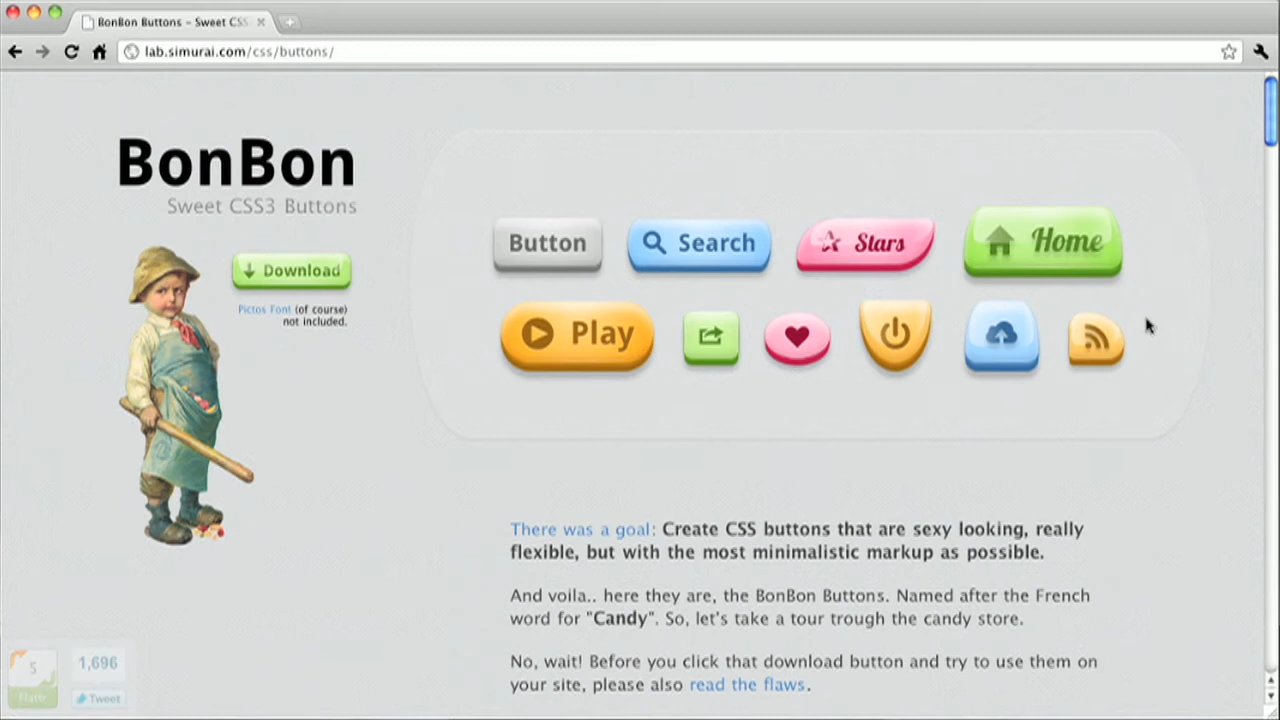 BonBon Buttons – Sweet CSS
lab.simurai.com/css/buttons/
BonBon
Sweet CSS3 Buttons
Download
Pictos Font (of course)
not included.
Button
Search
Stars
Home
Play
There was a goal: Create CSS buttons that are sexy looking, really
flexible, but with the most minimalistic markup as possible.
And voila.. here they are, the BonBon Buttons. Named after the French
word for "Candy". So, let's take a tour trough the candy store.
No, wait! Before you click that download button and try to use them on
your site, please also read the flaws.
5
Flattr
1,696
Tweet